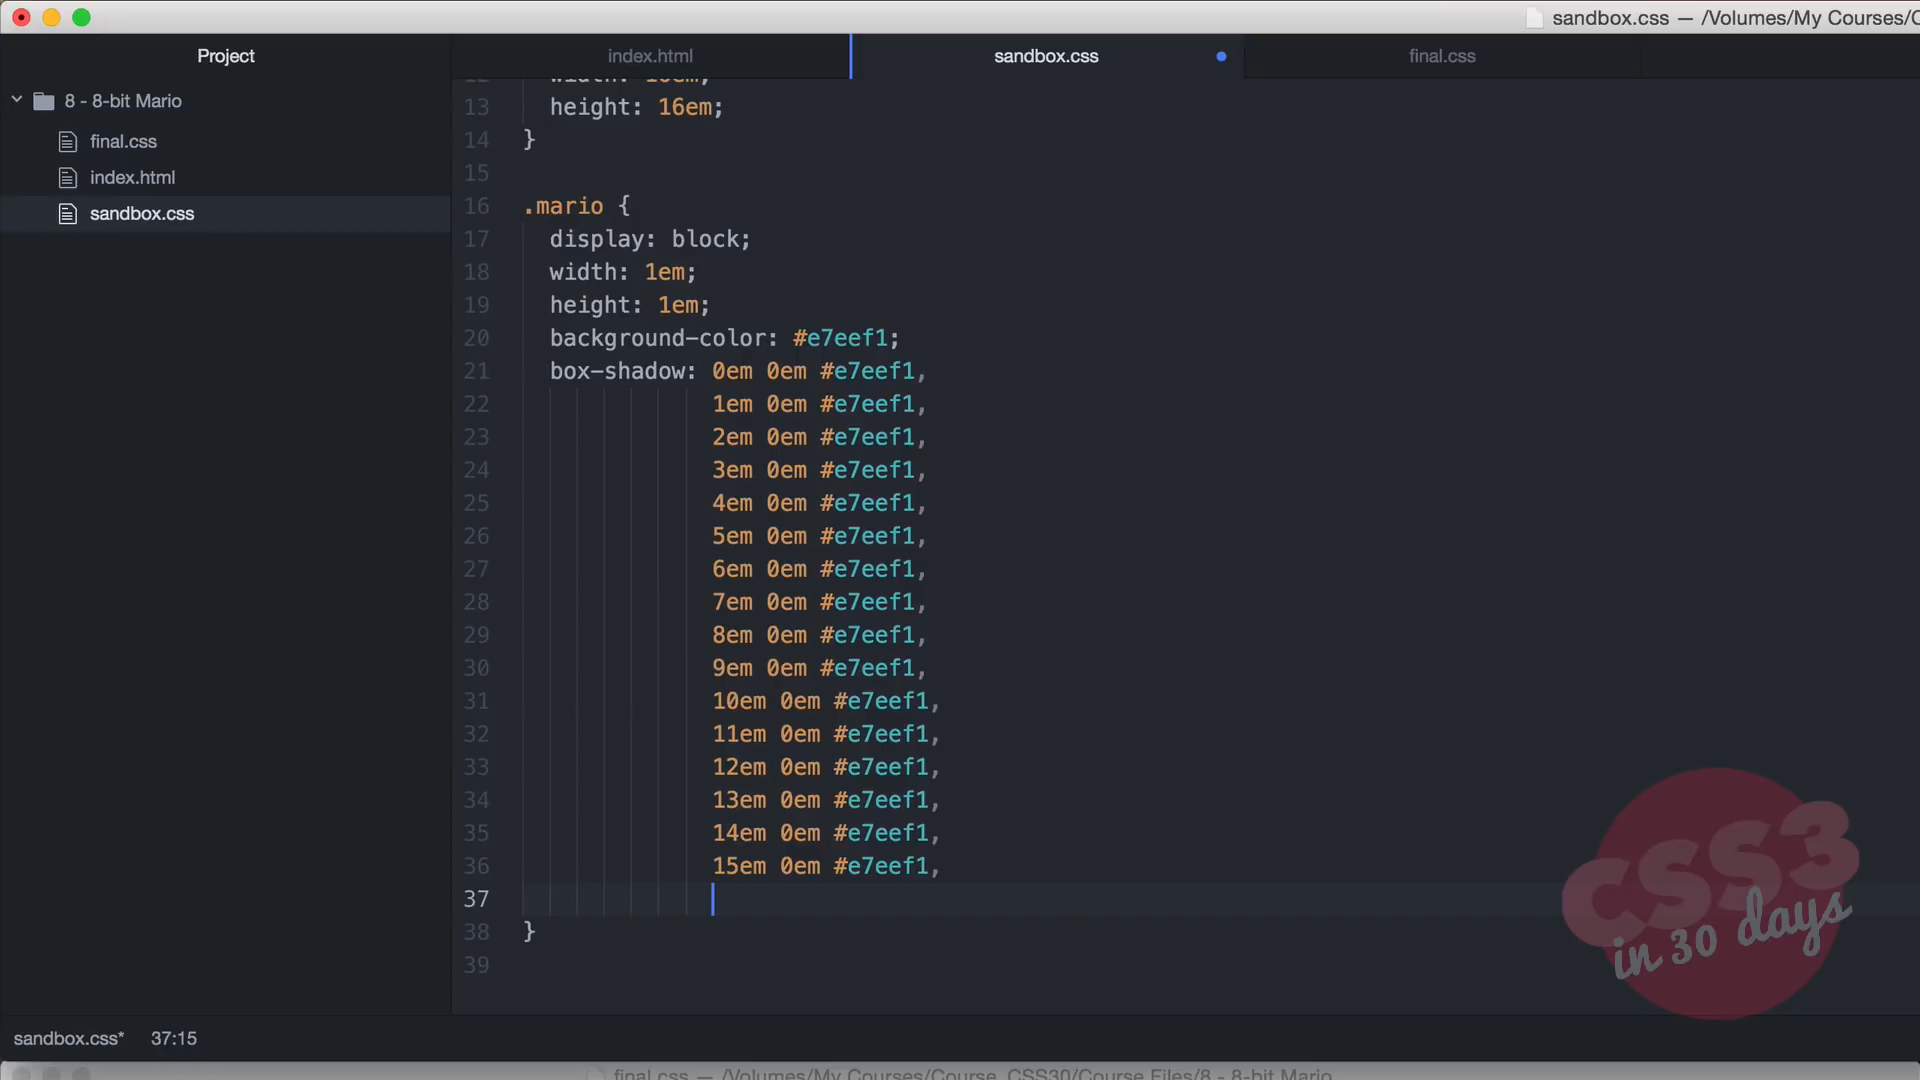 sandbox.css — /Volumes/My Courses/C
Project
index.html
sandbox.css
final.css
8 - 8-bit Mario
final.css
index.html
sandbox.css
12 width: 16em;
13 height: 16em;
14 }
15
16 .mario {
17 display: block;
18 width: 1em;
19 height: 1em;
20 background-color: #e7eef1;
21 box-shadow: 0em 0em #e7eef1,
22 1em 0em #e7eef1,
23 2em 0em #e7eef1,
24 3em 0em #e7eef1,
25 4em 0em #e7eef1,
26 5em 0em #e7eef1,
27 6em 0em #e7eef1,
28 7em 0em #e7eef1,
29 8em 0em #e7eef1,
30 9em 0em #e7eef1,
31 10em 0em #e7eef1,
32 11em 0em #e7eef1,
33 12em 0em #e7eef1,
34 13em 0em #e7eef1,
35 14em 0em #e7eef1,
36 15em 0em #e7eef1,
37
38 }
39
CSS3
in 30 days
sandbox.css* 37:15
final.css — /Volumes/My Courses/Course_CSS30/Course Files/8 - 8-bit Mario